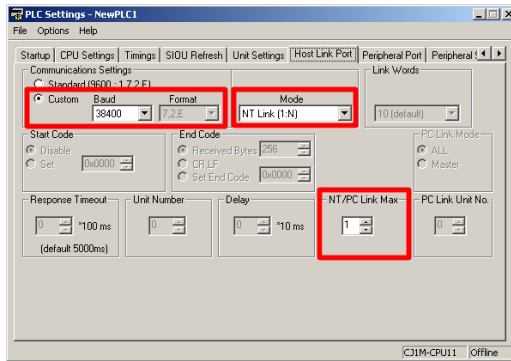 PLC Settings - NewPLC1
File Options Help
Startup CPU Settings Timings SIOU Refresh Unit Settings Host Link Port Peripheral Port Peripheral
Communications Settings Link Words
Standard (9600 ; 1,7,2,E)
Custom Baud Format Mode
38400 7,2,E NT Link (1:N) 10 (default)
Start Code End Code PC Link Mode
Disable Received Bytes 256 ALL
Set 0x0000 CR,LF Master
Set End Code 0x0000
Response Timeout Unit Number Delay NT/PC Link Max PC Link Unit No.
0 *100 ms 0 0 *10 ms 1 0
(default 5000ms)
CJ1M-CPU11 Offline